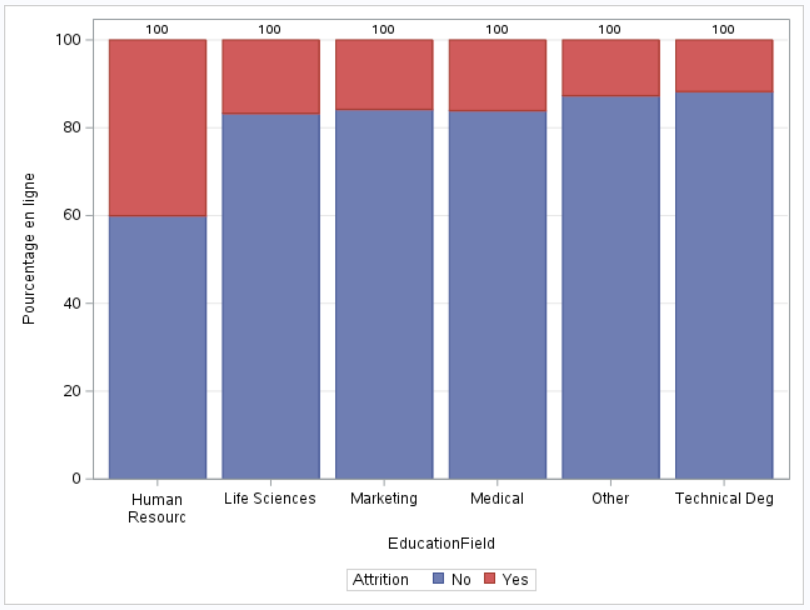 100 100 100 100 100 100
100
80
60
40
20
0
Pourcentage en ligne
Human Life Sciences Marketing Medical Other Technical Deg
Resourc
EducationField
Attrition No Yes